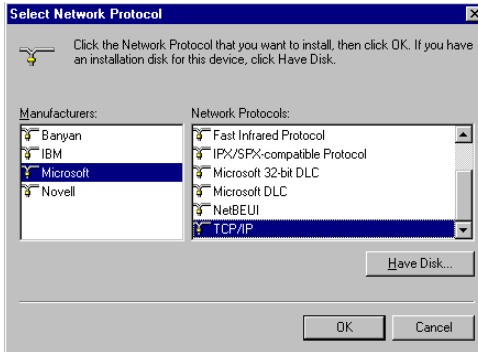 Select Network Protocol
Click the Network Protocol that you want to install, then click OK. If you have
an installation disk for this device, click Have Disk.
Manufacturers:
Banyan
IBM
Microsoft
Novell
Network Protocols:
Fast Infrared Protocol
IPX/SPX-compatible Protocol
Microsoft 32-bit DLC
Microsoft DLC
NetBEUI
TCP/IP
Have Disk...
OK
Cancel